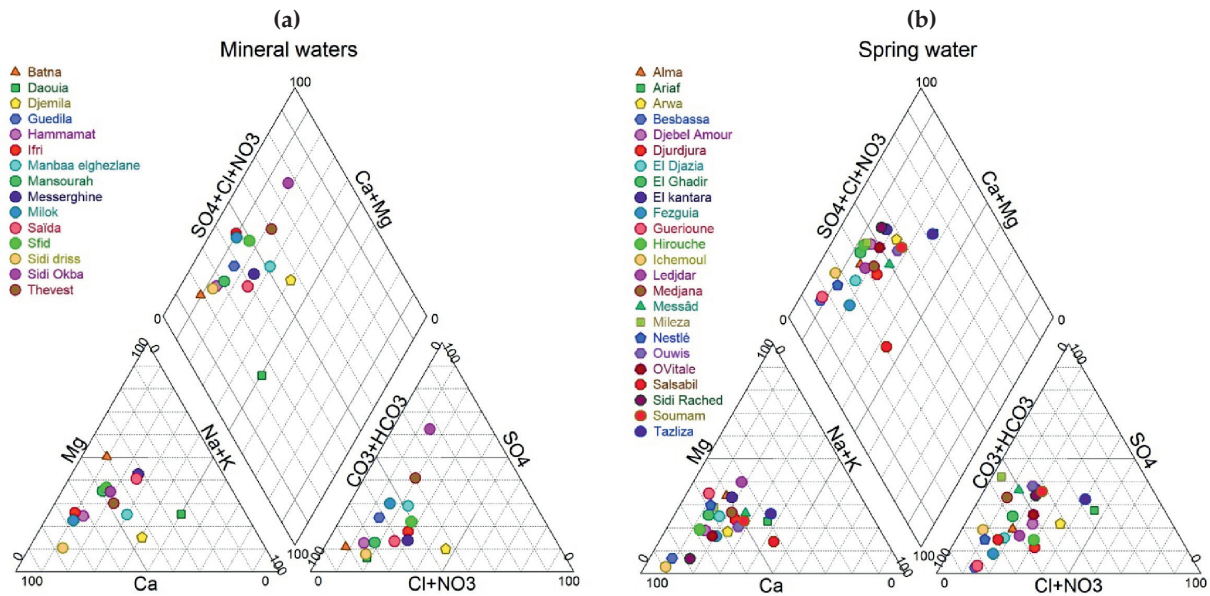 (a)
Mineral waters
Batna
Daouia
Djemila
Guedila
Hammamat
Ifri
Manbaa elghezlane
Mansourah
Messerghine
Milok
Saïda
Sfid
Sidi driss
Sidi Okba
Thevest
100
SO4+Cl+NO3
Ca+Mg
0
0
100
0
0
100
Mg
Na+K
CO3+HCO3
SO4
100
Ca
0
100
100
0
Cl+NO3
100
0
(b)
Spring water
Alma
Ariaf
Arwa
Besbassa
Djebel Amour
Djurdjura
El Djazia
El Ghadir
El kantara
Fezguia
Guerioune
Hirouche
Ichemoul
Ledjdar
Medjana
Messâd
Mileza
Nestlé
Ouwis
OVitale
Salsabil
Sidi Rached
Soumam
Tazliza
100
SO4+Cl+NO3
Ca+Mg
0
0
100
0
0
100
Mg
Na+K
CO3+HCO3
SO4
100
Ca
0
100
100
0
Cl+NO3
100
0